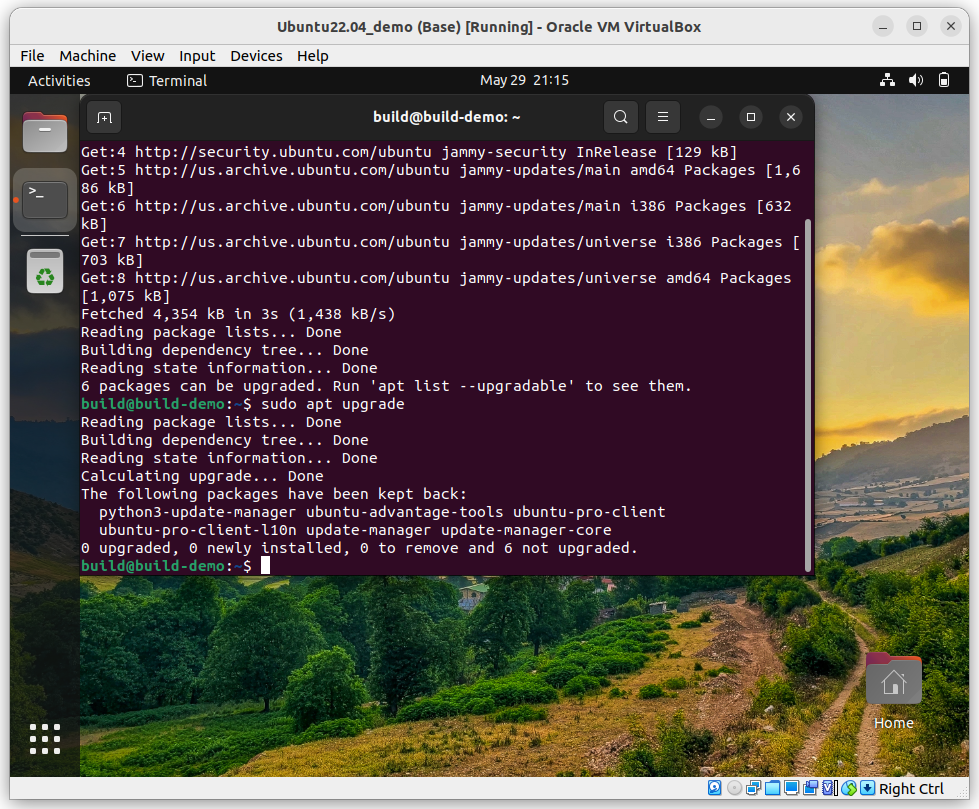 Ubuntu22.04_demo (Base) [Running] - Oracle VM VirtualBox
File Machine View Input Devices Help
Activities Terminal May 29 21:15
build@build-demo: ~
Get:4 http://security.ubuntu.com/ubuntu jammy-security InRelease [129 kB]
Get:5 http://us.archive.ubuntu.com/ubuntu jammy-updates/main amd64 Packages [1,6
86 kB]
Get:6 http://us.archive.ubuntu.com/ubuntu jammy-updates/main i386 Packages [632
kB]
Get:7 http://us.archive.ubuntu.com/ubuntu jammy-updates/universe i386 Packages [
703 kB]
Get:8 http://us.archive.ubuntu.com/ubuntu jammy-updates/universe amd64 Packages
[1,075 kB]
Fetched 4,354 kB in 3s (1,438 kB/s)
Reading package lists... Done
Building dependency tree... Done
Reading state information... Done
6 packages can be upgraded. Run 'apt list --upgradable' to see them.
build@build-demo:~$ sudo apt upgrade
Reading package lists... Done
Building dependency tree... Done
Reading state information... Done
Calculating upgrade... Done
The following packages have been kept back:
python3-update-manager ubuntu-advantage-tools ubuntu-pro-client
ubuntu-pro-client-l10n update-manager update-manager-core
0 upgraded, 0 newly installed, 0 to remove and 6 not upgraded.
build@build-demo:~$
Home
Right Ctrl